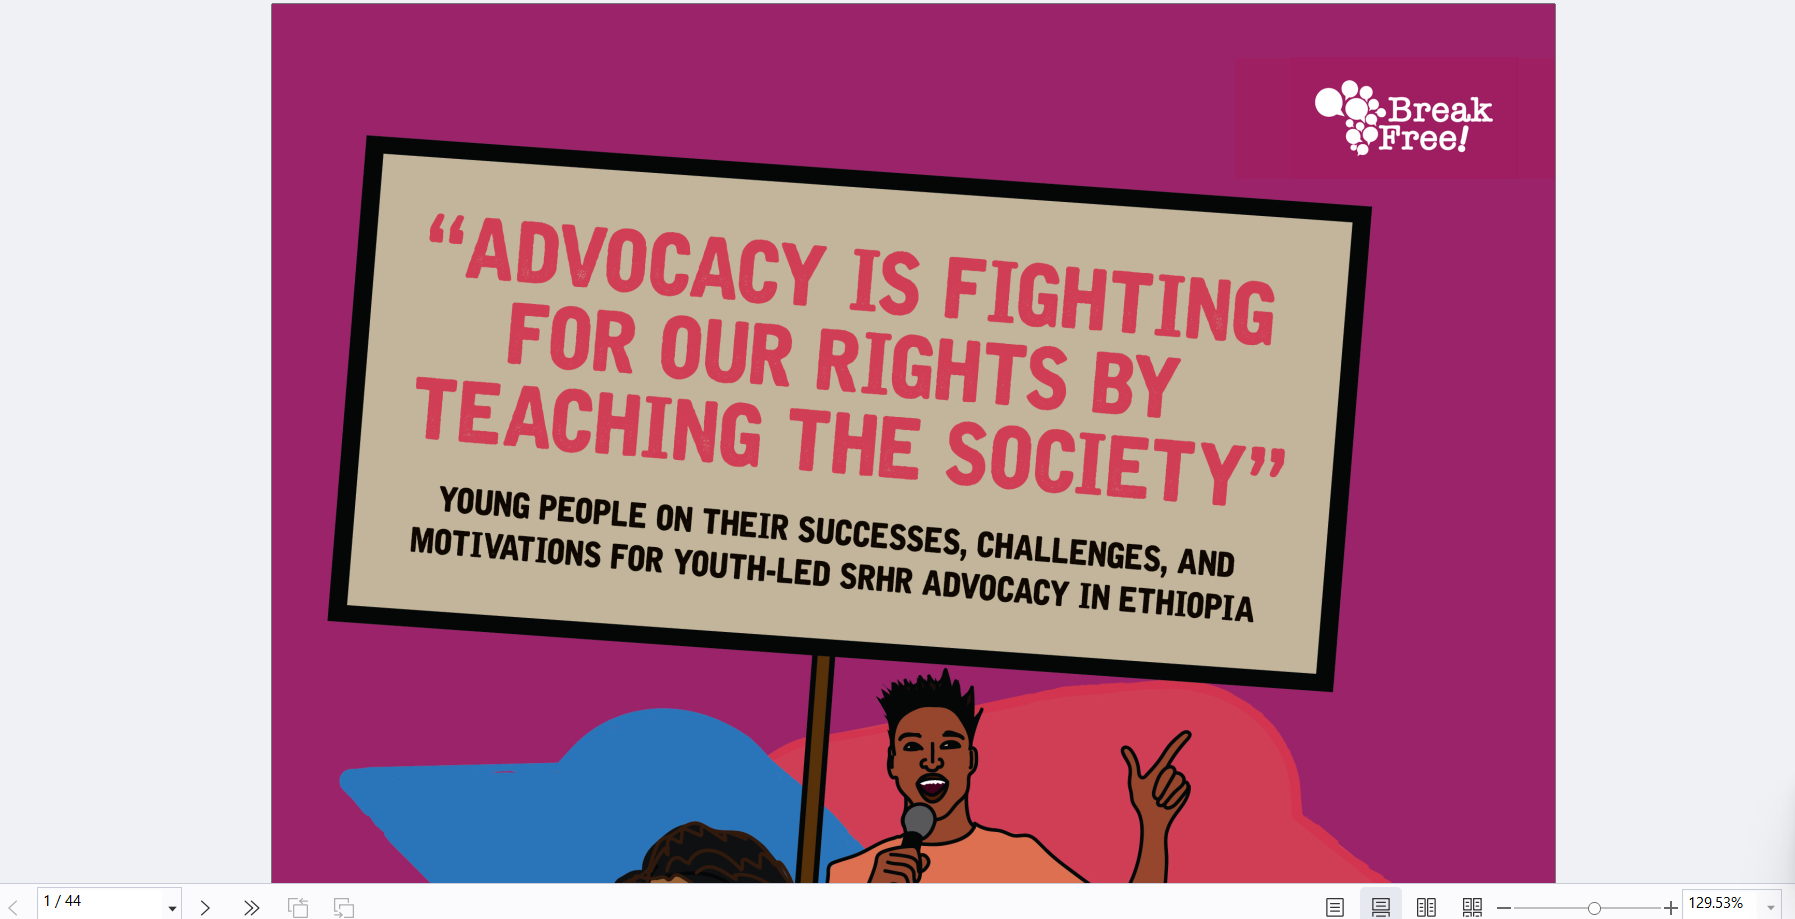 Break
Free!
“ADVOCACY IS FIGHTING
FOR OUR RIGHTS BY
TEACHING THE SOCIETY”
YOUNG PEOPLE ON THEIR SUCCESSES, CHALLENGES, AND
MOTIVATIONS FOR YOUTH-LED SRHR ADVOCACY IN ETHIOPIA
1 / 44
129.53%